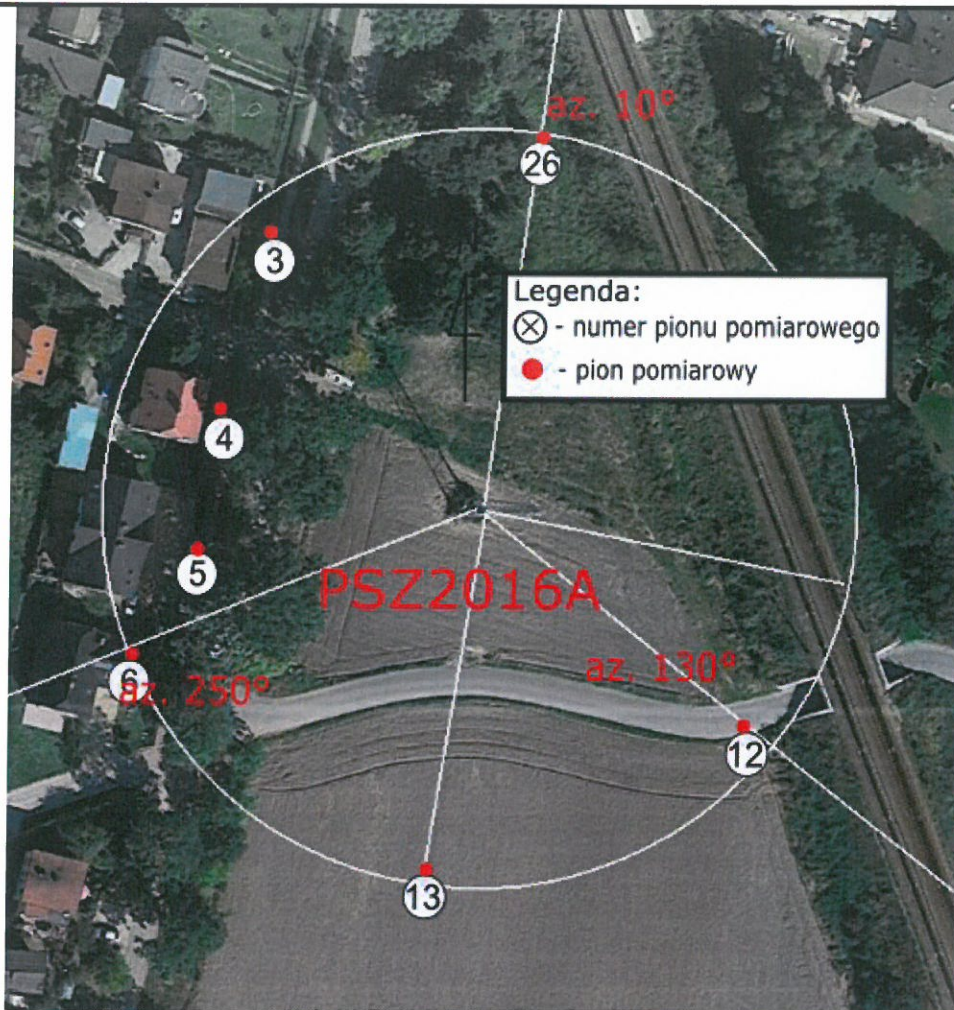 az. 10°
26
3
Legenda:
- numer pionu pomiarowego
- pion pomiarowy
4
5
PSZ2016A
6
az. 250°
az. 130°
12
13